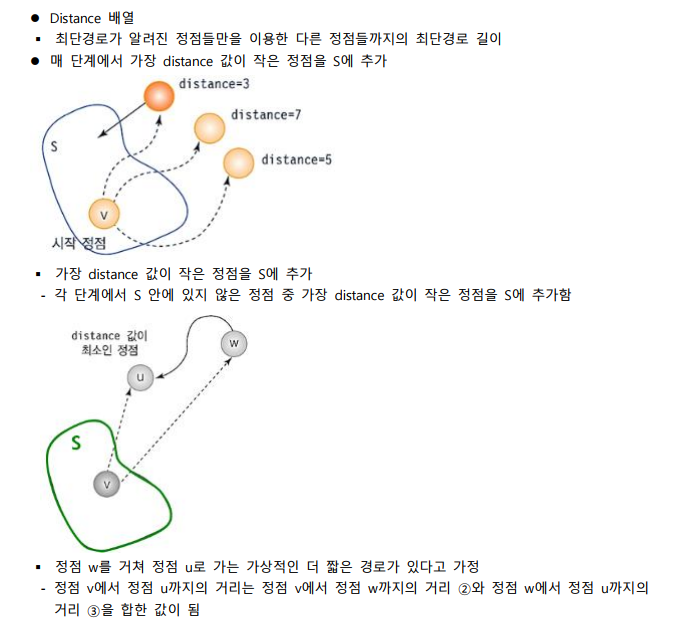 ● Distance 배열
▪ 최단경로가 알려진 정점들만을 이용한 다른 정점들까지의 최단경로 길이
● 매 단계에서 가장 distance 값이 작은 정점을 S에 추가
distance=3
distance=7
S
distance=5
v
시작 정점
▪ 가장 distance 값이 작은 정점을 S에 추가
- 각 단계에서 S 안에 있지 않은 정점 중 가장 distance 값이 작은 정점을 S에 추가함
distance 값이
최소인 정점
w
u
S
v
▪ 정점 w를 거쳐 정점 u로 가는 가상적인 더 짧은 경로가 있다고 가정
- 정점 v에서 정점 u까지의 거리는 정점 v에서 정점 w까지의 거리 ②와 정점 w에서 정점 u까지의
거리 ③을 합한 값이 됨